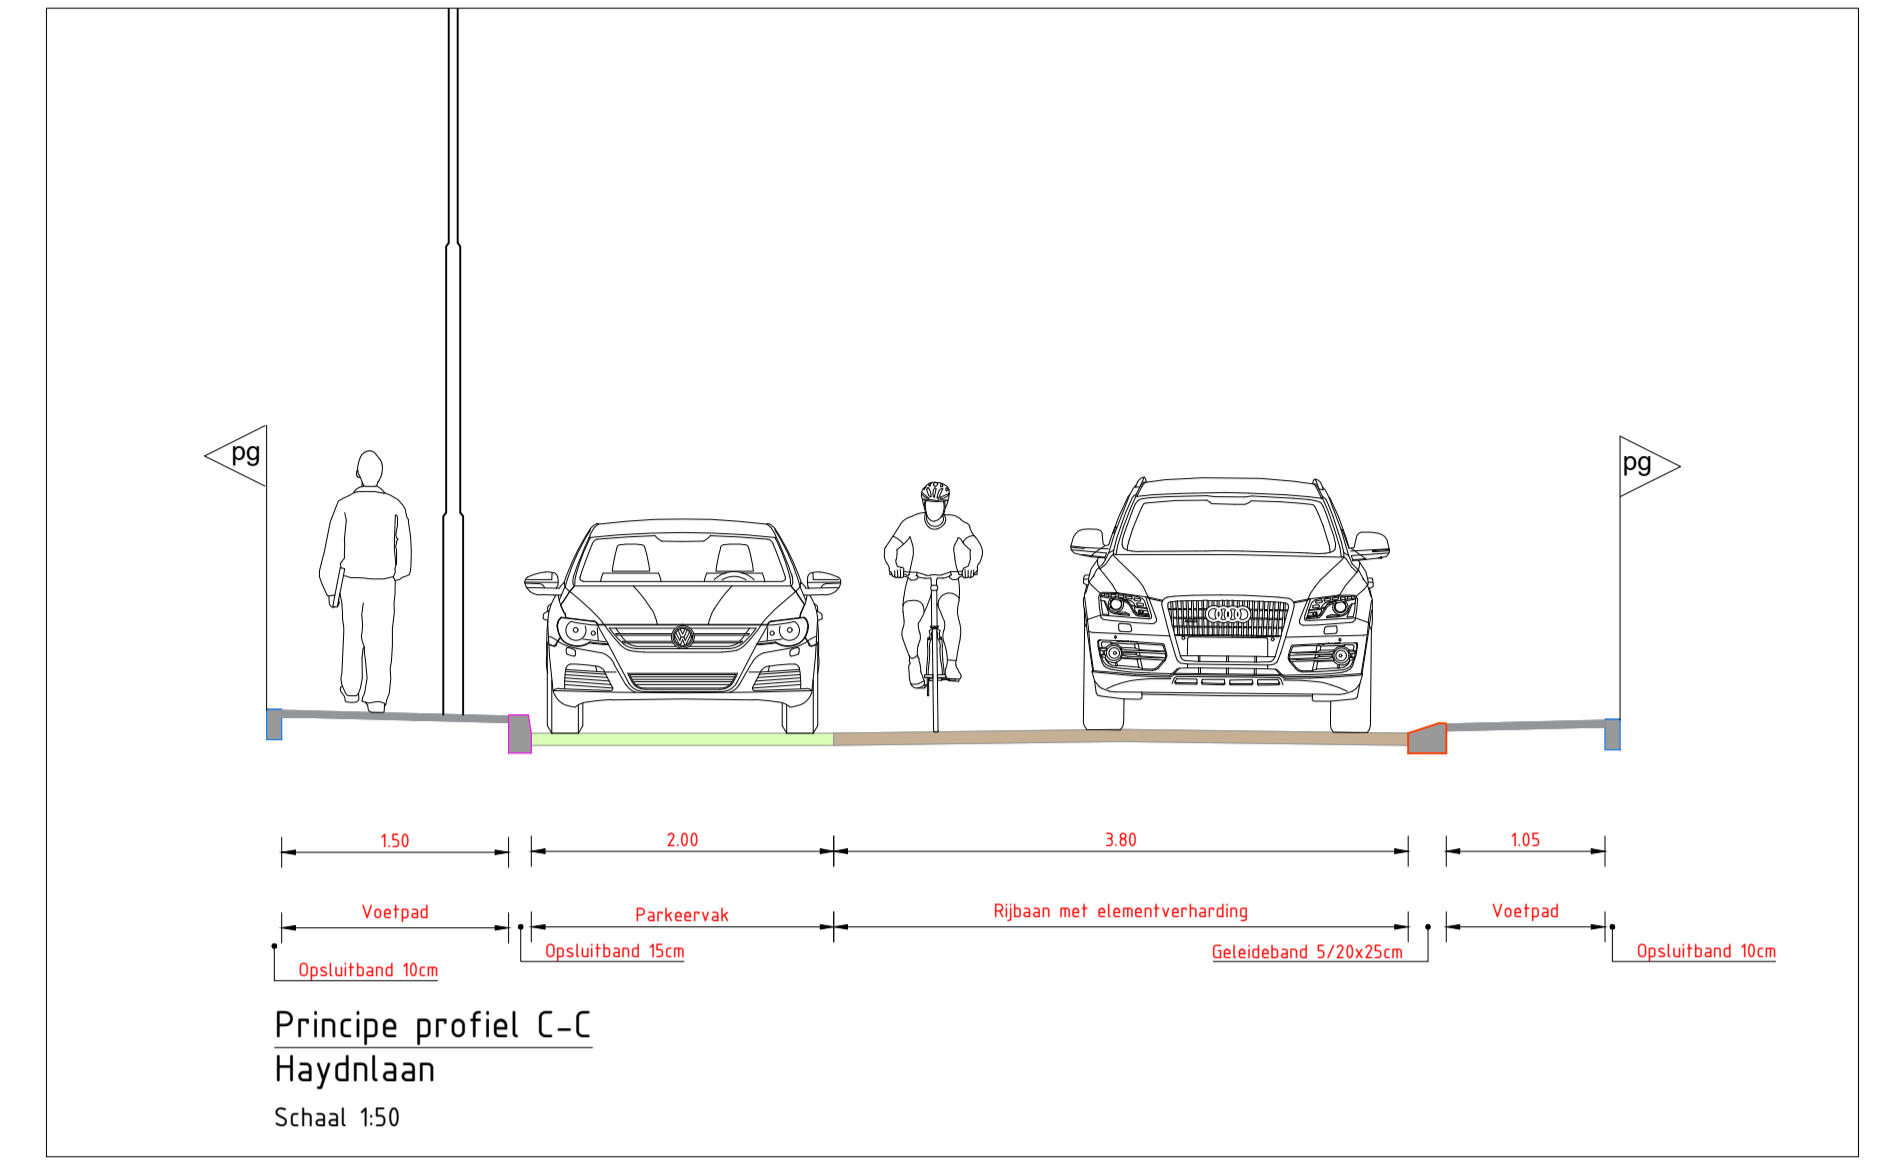 pg
pg
1.50
2.00
3.80
1.05
Voetpad
Parkeervak
Rijbaan met elementverharding
Voetpad
Opsluitband 10cm
Opsluitband 15cm
Geleideband 5/20x25cm
Opsluitband 10cm
Principe profiel C-C
Haydnlaan
Schaal 1:50